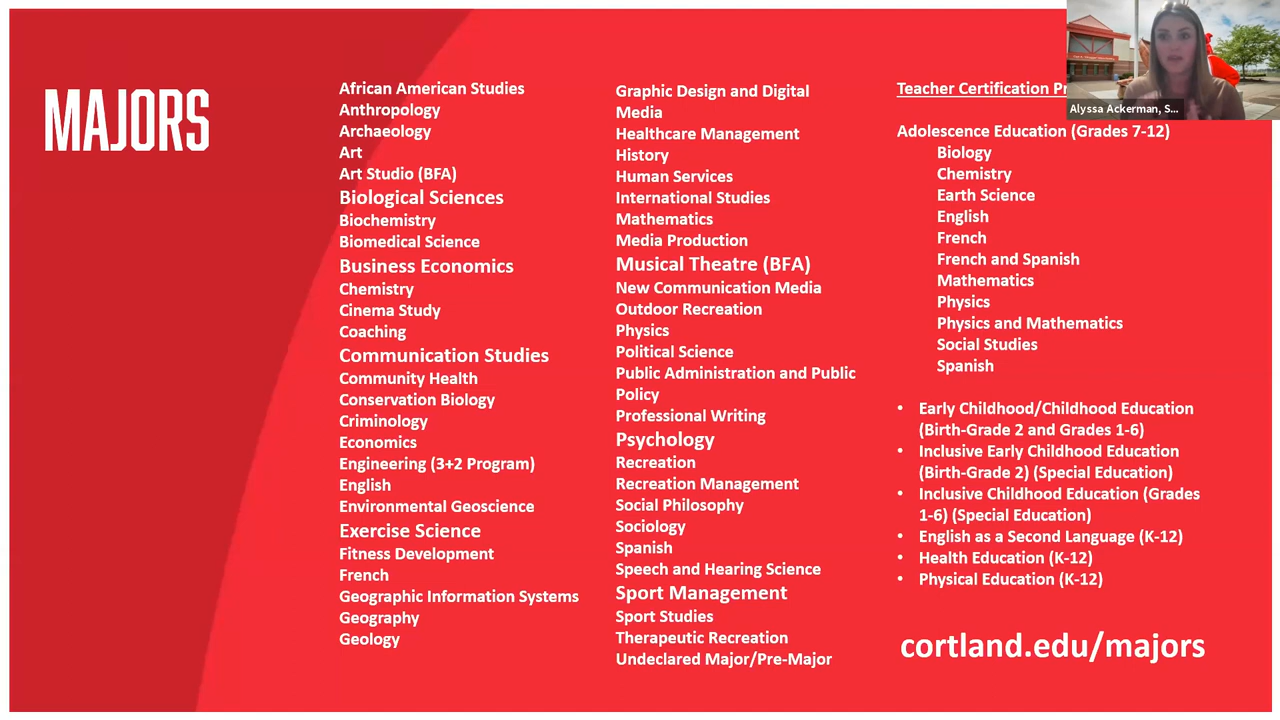 MAJORS
African American Studies
Anthropology
Archaeology
Art
Art Studio (BFA)
Biological Sciences
Biochemistry
Biomedical Science
Business Economics
Chemistry
Cinema Study
Coaching
Communication Studies
Community Health
Conservation Biology
Criminology
Economics
Engineering (3+2 Program)
English
Environmental Geoscience
Exercise Science
Fitness Development
French
Geographic Information Systems
Geography
Geology
Graphic Design and Digital
Media
Healthcare Management
History
Human Services
International Studies
Mathematics
Media Production
Musical Theatre (BFA)
New Communication Media
Outdoor Recreation
Physics
Political Science
Public Administration and Public
Policy
Professional Writing
Psychology
Recreation
Recreation Management
Social Philosophy
Sociology
Spanish
Speech and Hearing Science
Sport Management
Sport Studies
Therapeutic Recreation
Undeclared Major/Pre-Major
Teacher Certification Pr
Adolescence Education (Grades 7-12)
Biology
Chemistry
Earth Science
English
French
French and Spanish
Mathematics
Physics
Physics and Mathematics
Social Studies
Spanish
• Early Childhood/Childhood Education
(Birth-Grade 2 and Grades 1-6)
• Inclusive Early Childhood Education
(Birth-Grade 2) (Special Education)
• Inclusive Childhood Education (Grades
1-6) (Special Education)
• English as a Second Language (K-12)
• Health Education (K-12)
• Physical Education (K-12)
cortland.edu/majors
Alyssa Ackerman, S...